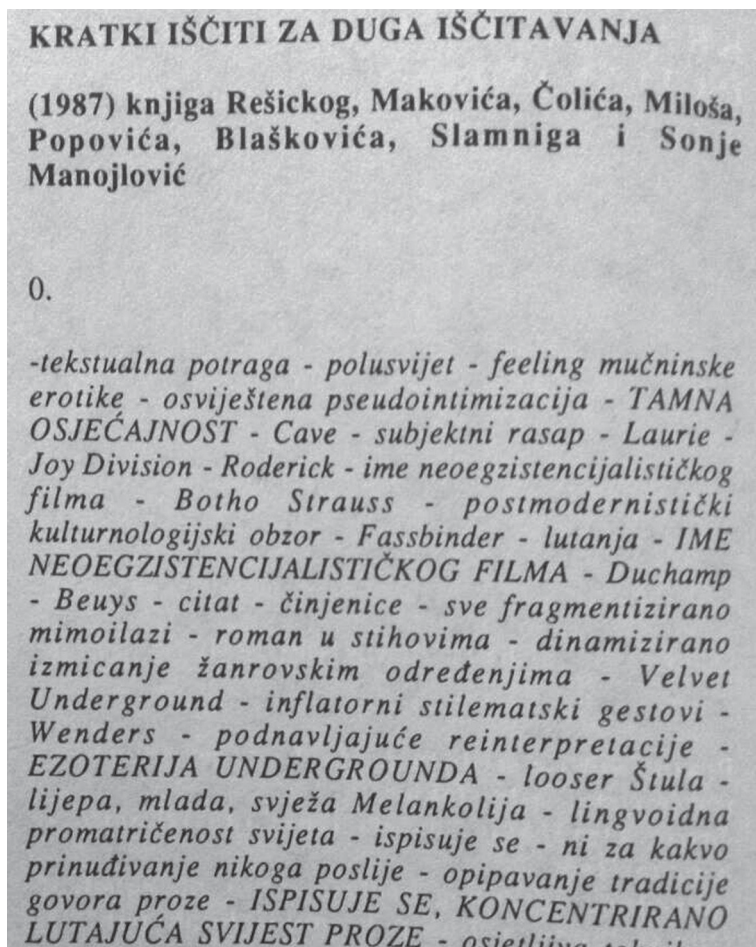 KRATKI IŠČITI ZA DUGA IŠČITAVANJA
(1987) knjiga Rešickog, Makovića, Čolića, Miloša,
Popovića, Blaškovića, Slamniga i Sonje
Manojlović
0.
-tekstualna potraga - polusvijet - feeling mučninske
erotike - osviještena pseudointimizacija - TAMNA
OSJEĆAJNOST - Cave - subjektni rasap - Laurie -
Joy Division - Roderick - ime neoegzistencijalističkog
filma - Botho Strauss - postmodernistički
kulturnologijski obzor - Fassbinder - lutanja - IME
NEOEGZISTENCIJALISTIČKOG FILMA - Duchamp
- Beuys - citat - činjenice - sve fragmentizirano
mimoilazi - roman u stihovima - dinamizirano
izmicanje žanrovskim određenjima - Velvet
Underground - inflatorni stilematski gestovi -
Wenders - podnavljajuće reinterpretacije -
EZOTERIJA UNDERGROUNDA - looser Štula -
lijepa, mlada, svježa Melankolija - lingvoidna
promatričenost svijeta - ispisuje se - ni za kakvo
prinuđivanje nikoga poslije - opipavanje tradicije
govora proze - ISPISUJE SE, KONCENTRIRANO
LUTAJUĆA SVIJEST PROZE -